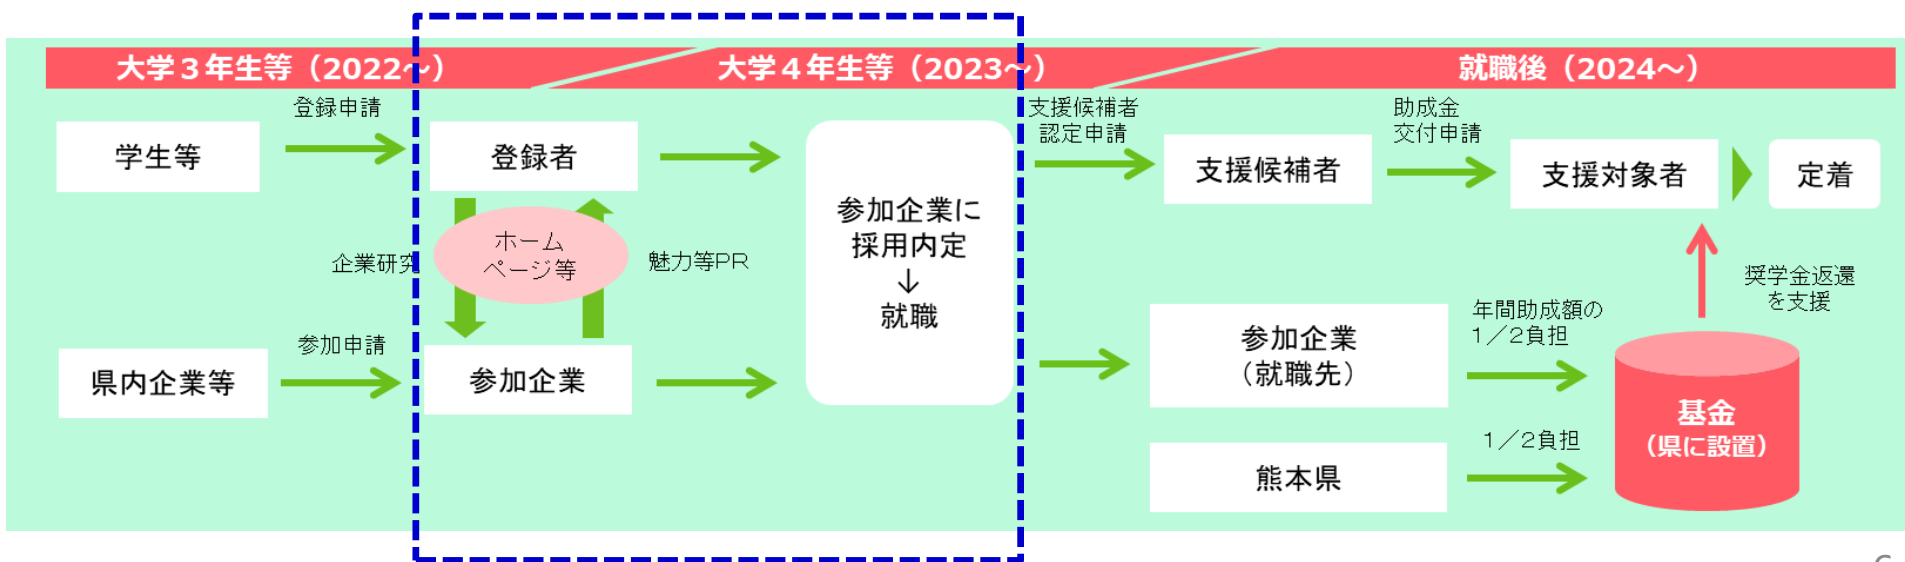 大学３年生等（2022～）
大学４年生等（2023～）
就職後（2024～）
登録申請
学生等
登録者
ホーム
ページ等
企業研究
魅力等PR
参加申請
県内企業等
参加企業
参加企業に
採用内定
↓
就職
支援候補者
認定申請
支援候補者
助成金
交付申請
支援対象者
定着
奨学金返還
を支援
参加企業
（就職先）
年間助成額の
１／２負担
熊本県
１／２負担
基金
（県に設置）